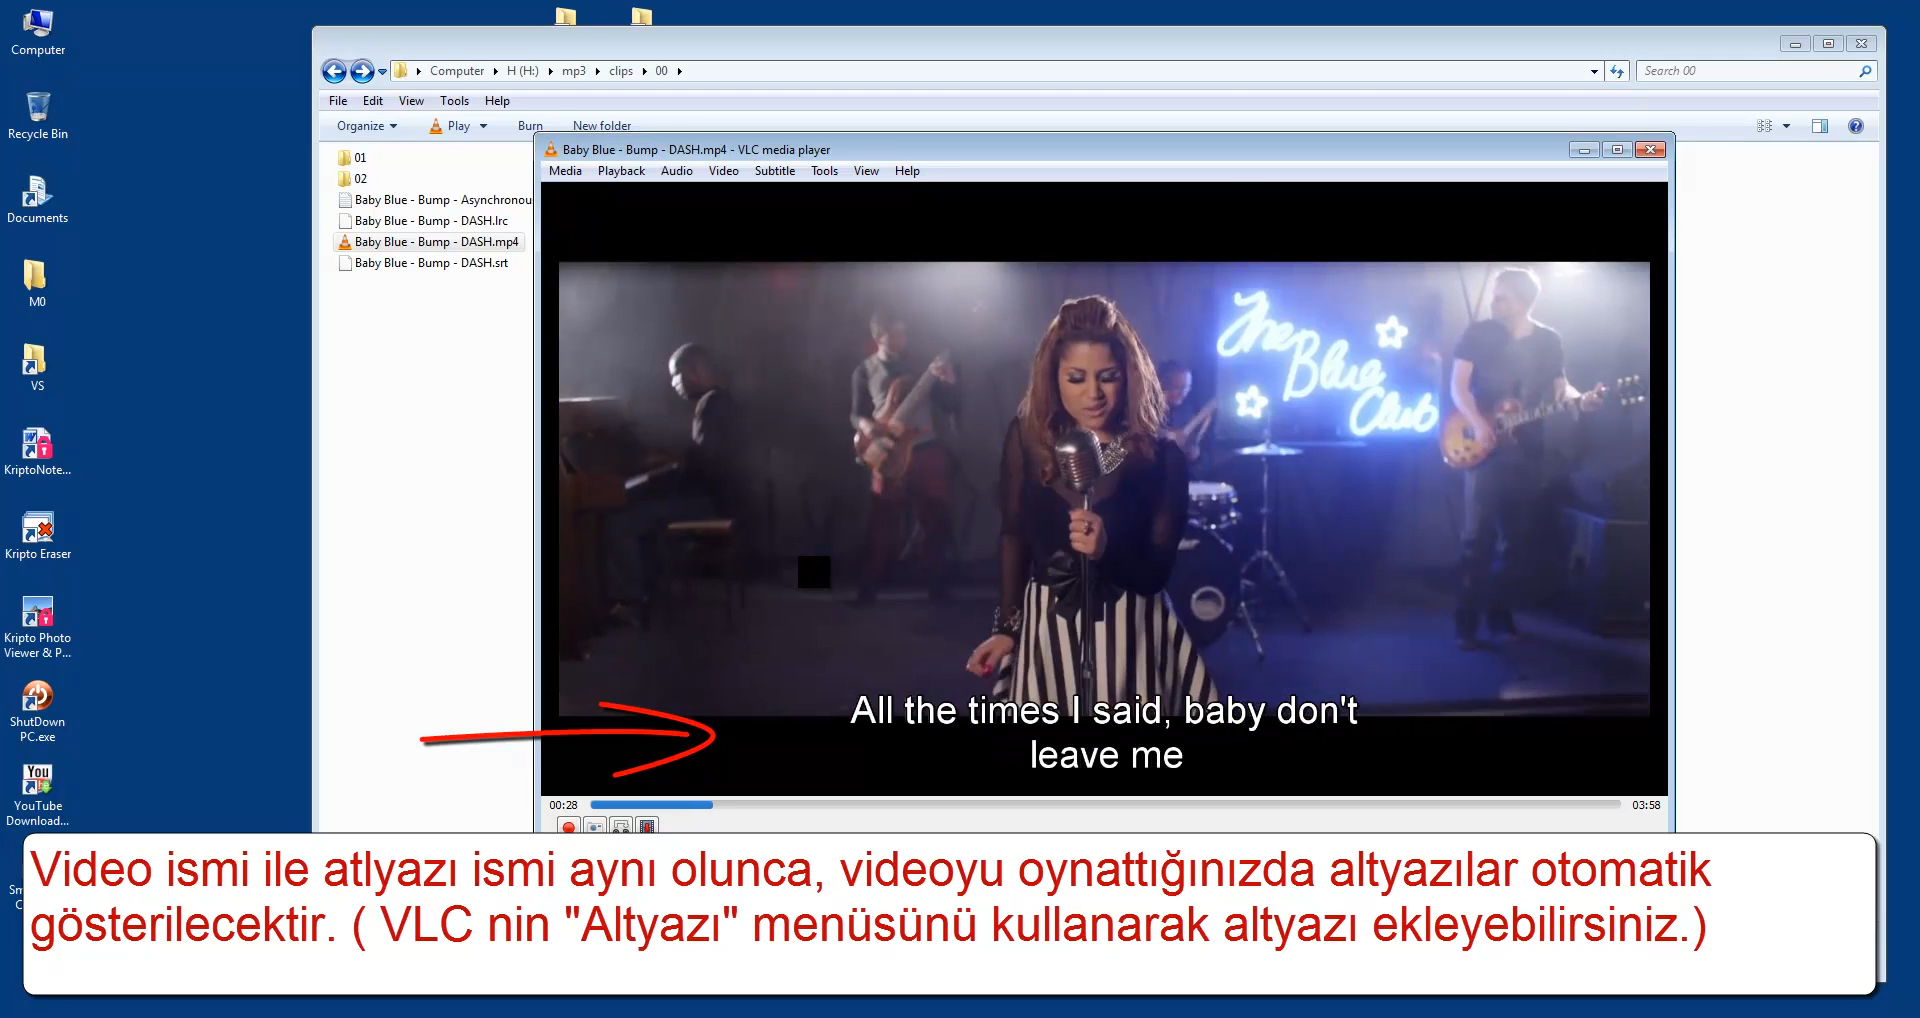 Computer
Recycle Bin
Documents
M0
VS
KriptoNote...
Kripto Eraser
Kripto Photo
Viewer & P...
ShutDown
PC.exe
You
YouTube
Download...
Computer
H (H:)
mp3
clips
00
Search 00
File Edit View Tools Help
Organize Play Burn New folder
01
02
Baby Blue - Bump - Asynchronou
Baby Blue - Bump - DASH.lrc
Baby Blue - Bump - DASH.mp4
Baby Blue - Bump - DASH.srt
Baby Blue - Bump - DASH.mp4 - VLC media player
Media Playback Audio Video Subtitle Tools View Help
The
Blue
Club
All the times I said, baby don't
leave me
00:28
03:58
Video ismi ile atlyazı ismi aynı olunca, videoyu oynattığınızda altyazılar otomatik
gösterilecektir. ( VLC nin "Altyazı" menüsünü kullanarak altyazı ekleyebilirsiniz.)